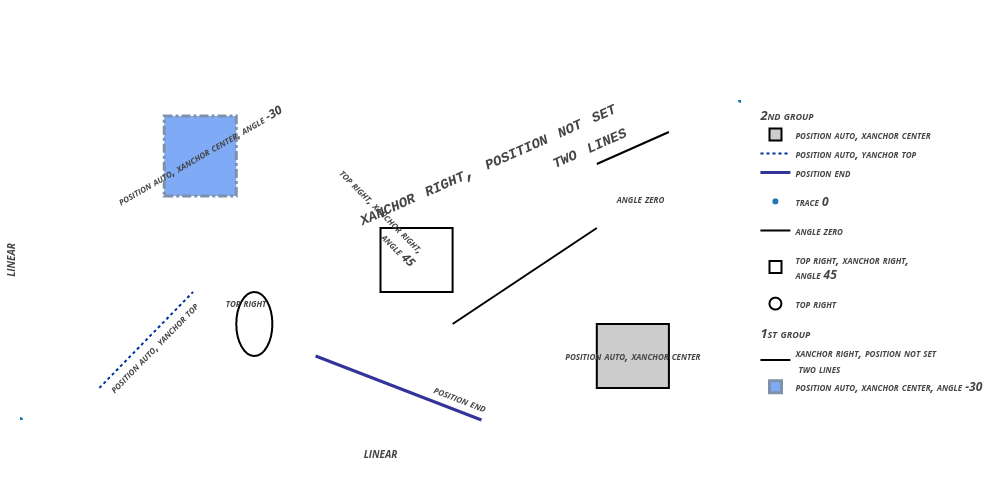 POSITION AUTO, XANCHOR CENTER, ANGLE -30
XANCHOR RIGHT, POSITION NOT SET
TWO LINES
TOP RIGHT, XANCHOR RIGHT,
ANGLE 45
ANGLE ZERO
LINEAR
TOP RIGHT
POSITION AUTO, YANCHOR TOP
POSITION END
POSITION AUTO, XANCHOR CENTER
LINEAR
2ND GROUP
POSITION AUTO, XANCHOR CENTER
POSITION AUTO, YANCHOR TOP
POSITION END
TRACE 0
ANGLE ZERO
TOP RIGHT, XANCHOR RIGHT,
ANGLE 45
TOP RIGHT
1ST GROUP
XANCHOR RIGHT, POSITION NOT SET
TWO LINES
POSITION AUTO, XANCHOR CENTER, ANGLE -30